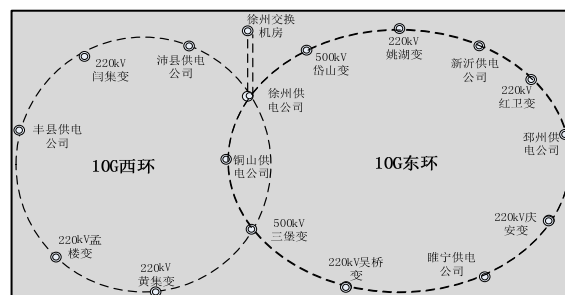 徐州交换
机房
220kV
闫集变
沛县供电
公司
500kV
岱山变
220kV
姚湖变
新沂供电
公司
220kV
红卫变
徐州供
电公司
丰县供电
公司
10G西环
铜山供
电公司
10G东环
邳州供
电公司
500kV
三堡变
220kV庆
安变
220kV孟
楼变
220kV
黄集变
220kV吴桥
变
睢宁供电
公司